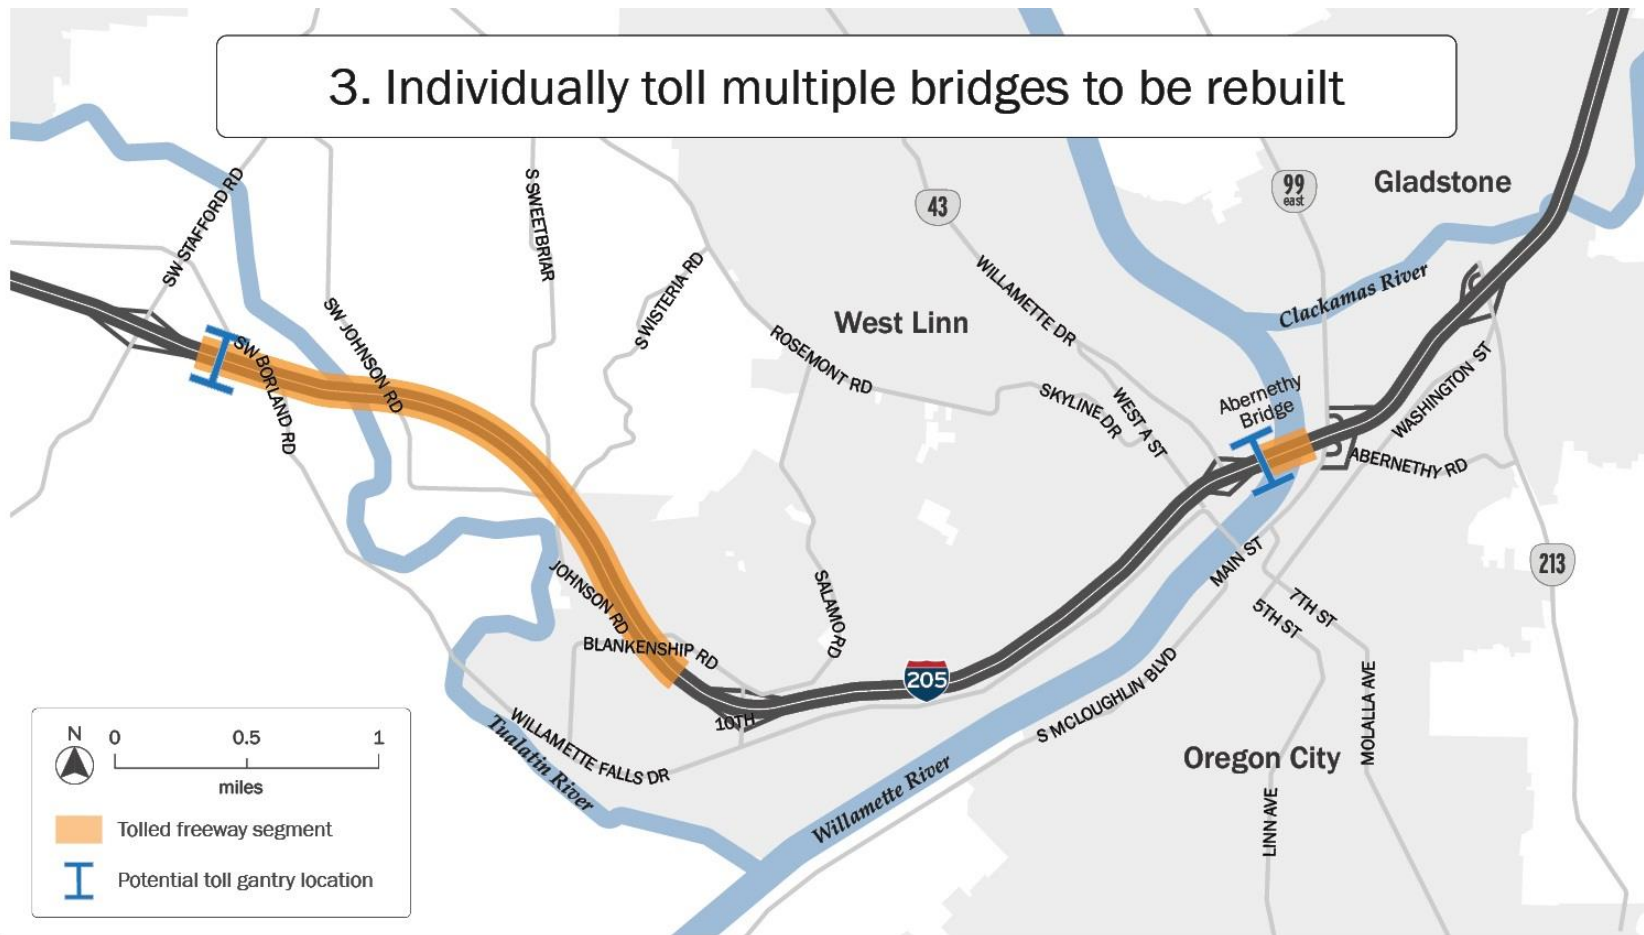 3. Individually toll multiple bridges to be rebuilt
SW STAFFORD RD
S SWEETBRIAR
43
99
east
Gladstone
SW JOHNSON RD
S WISTERIA RD
WILLAMETTE DR
Clackamas River
West Linn
SW BORLAND RD
ROSEMONT RD
SKYLINE DR
WEST A ST
Abernethy
Bridge
WASHINGTON ST
ABERNETHY RD
213
JOHNSON RD
SALAMO RD
MAIN ST
7TH ST
5TH ST
BLANKENSHIP RD
205
10TH
S MCLOUGHLIN BLVD
MOLALLA AVE
WILLAMETTE FALLS DR
Tualatin River
Willamette River
Oregon City
LINN AVE
N
0 0.5 1
miles
Tolled freeway segment
Potential toll gantry location